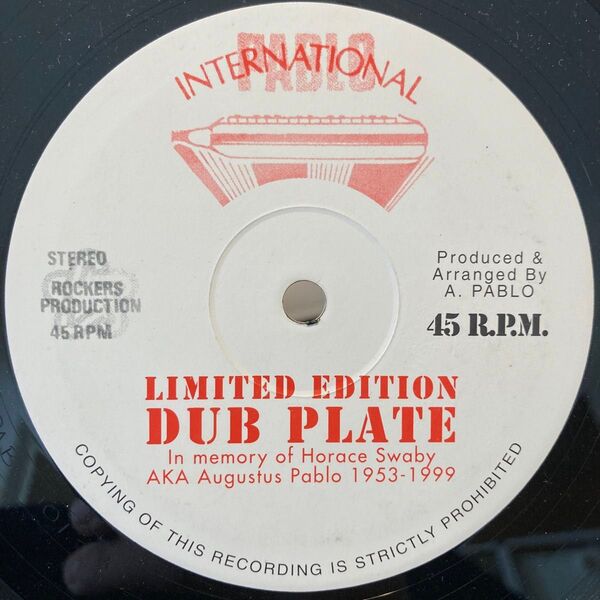 PABLO
INTERNATIONAL
STEREO
ROCKERS
PRODUCTION
45 RPM
Produced &
Arranged By
A. PABLO
45 R.P.M.
LIMITED EDITION
DUB PLATE
In memory of Horace Swaby
AKA Augustus Pablo 1953-1999
COPYING OF THIS RECORDING IS STRICTLY PROHIBITED